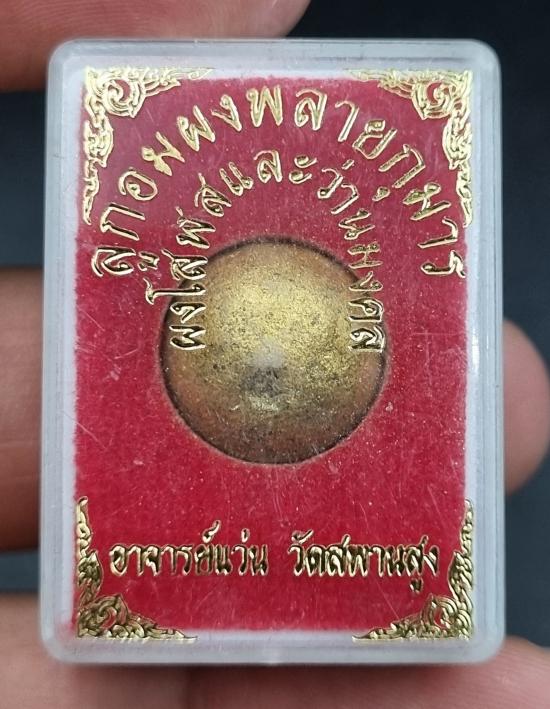 ลูกอมผงพลายกุมาร
ผงโสฬสและว่านมงคล
อาจารย์แว่น วัดสพานสูง